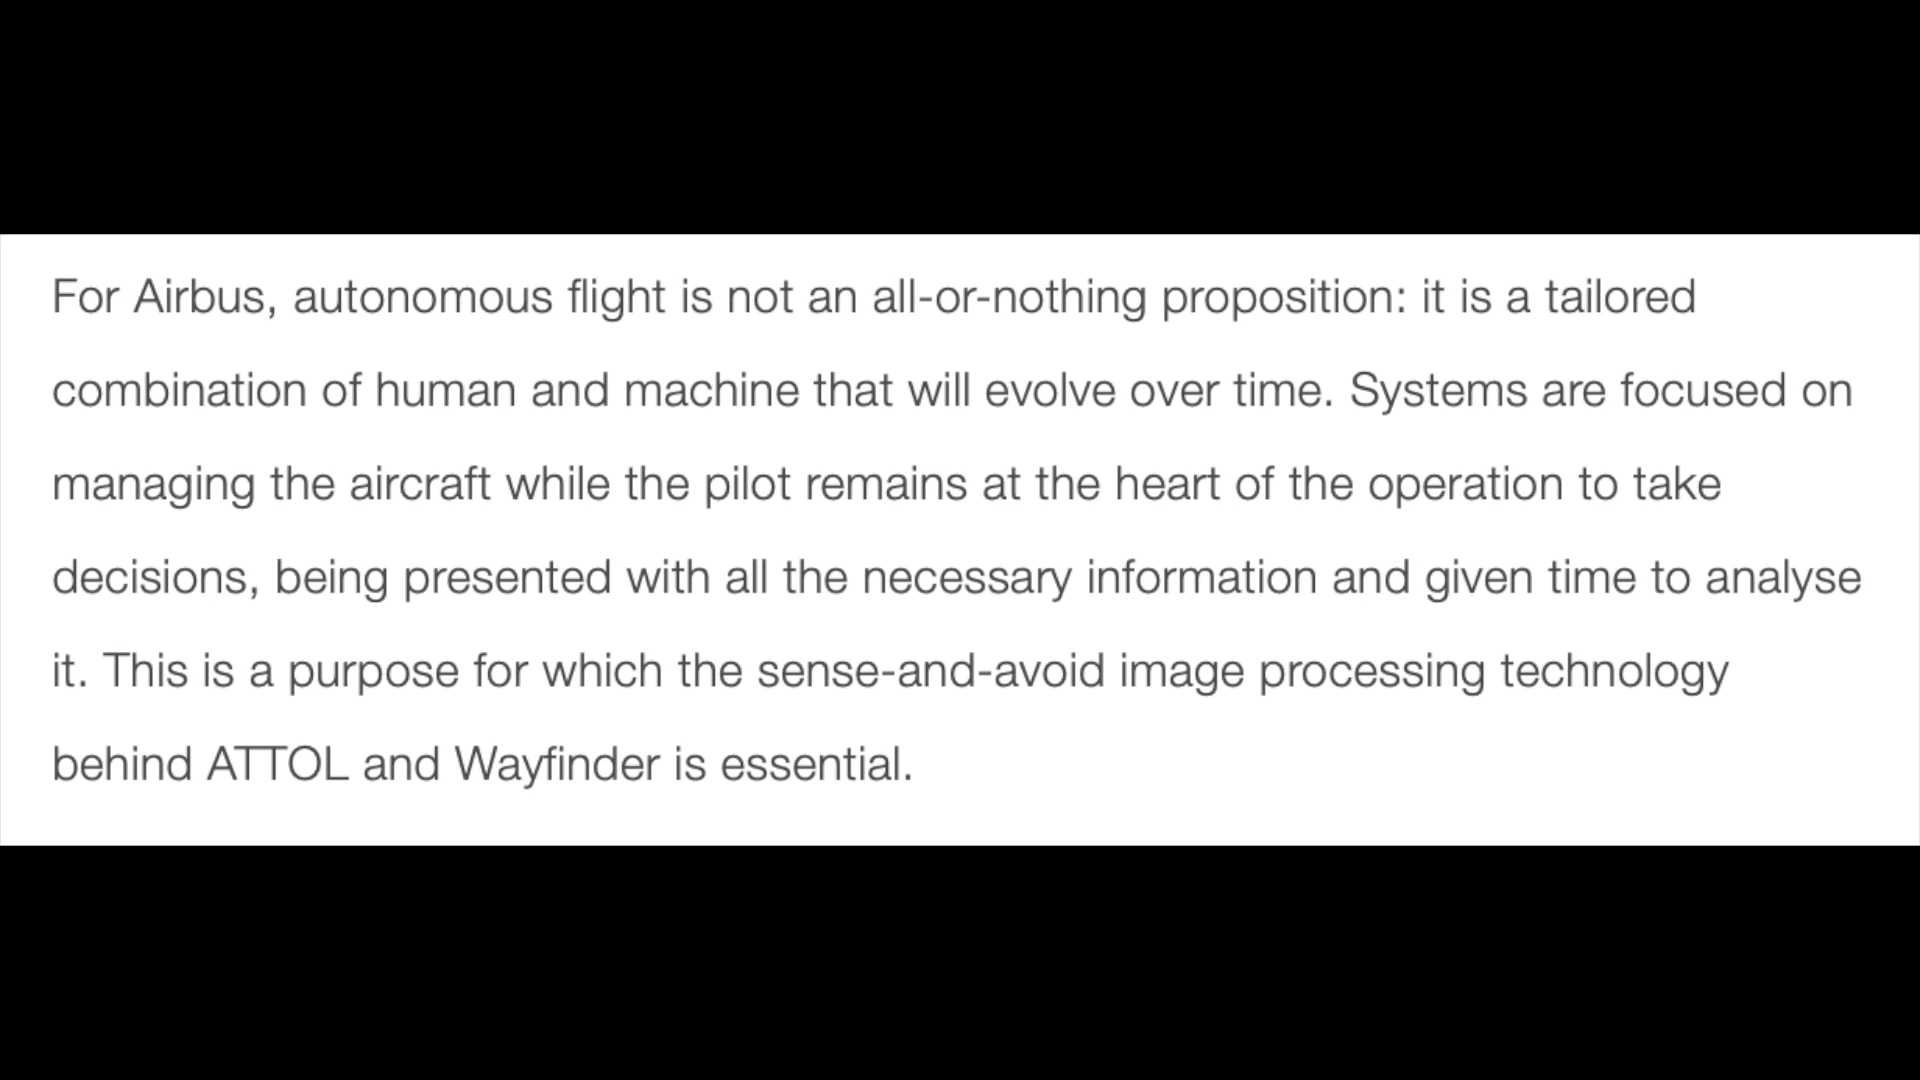 For Airbus, autonomous flight is not an all-or-nothing proposition: it is a tailored
combination of human and machine that will evolve over time. Systems are focused on
managing the aircraft while the pilot remains at the heart of the operation to take
decisions, being presented with all the necessary information and given time to analyse
it. This is a purpose for which the sense-and-avoid image processing technology
behind ATTOL and Wayfinder is essential.